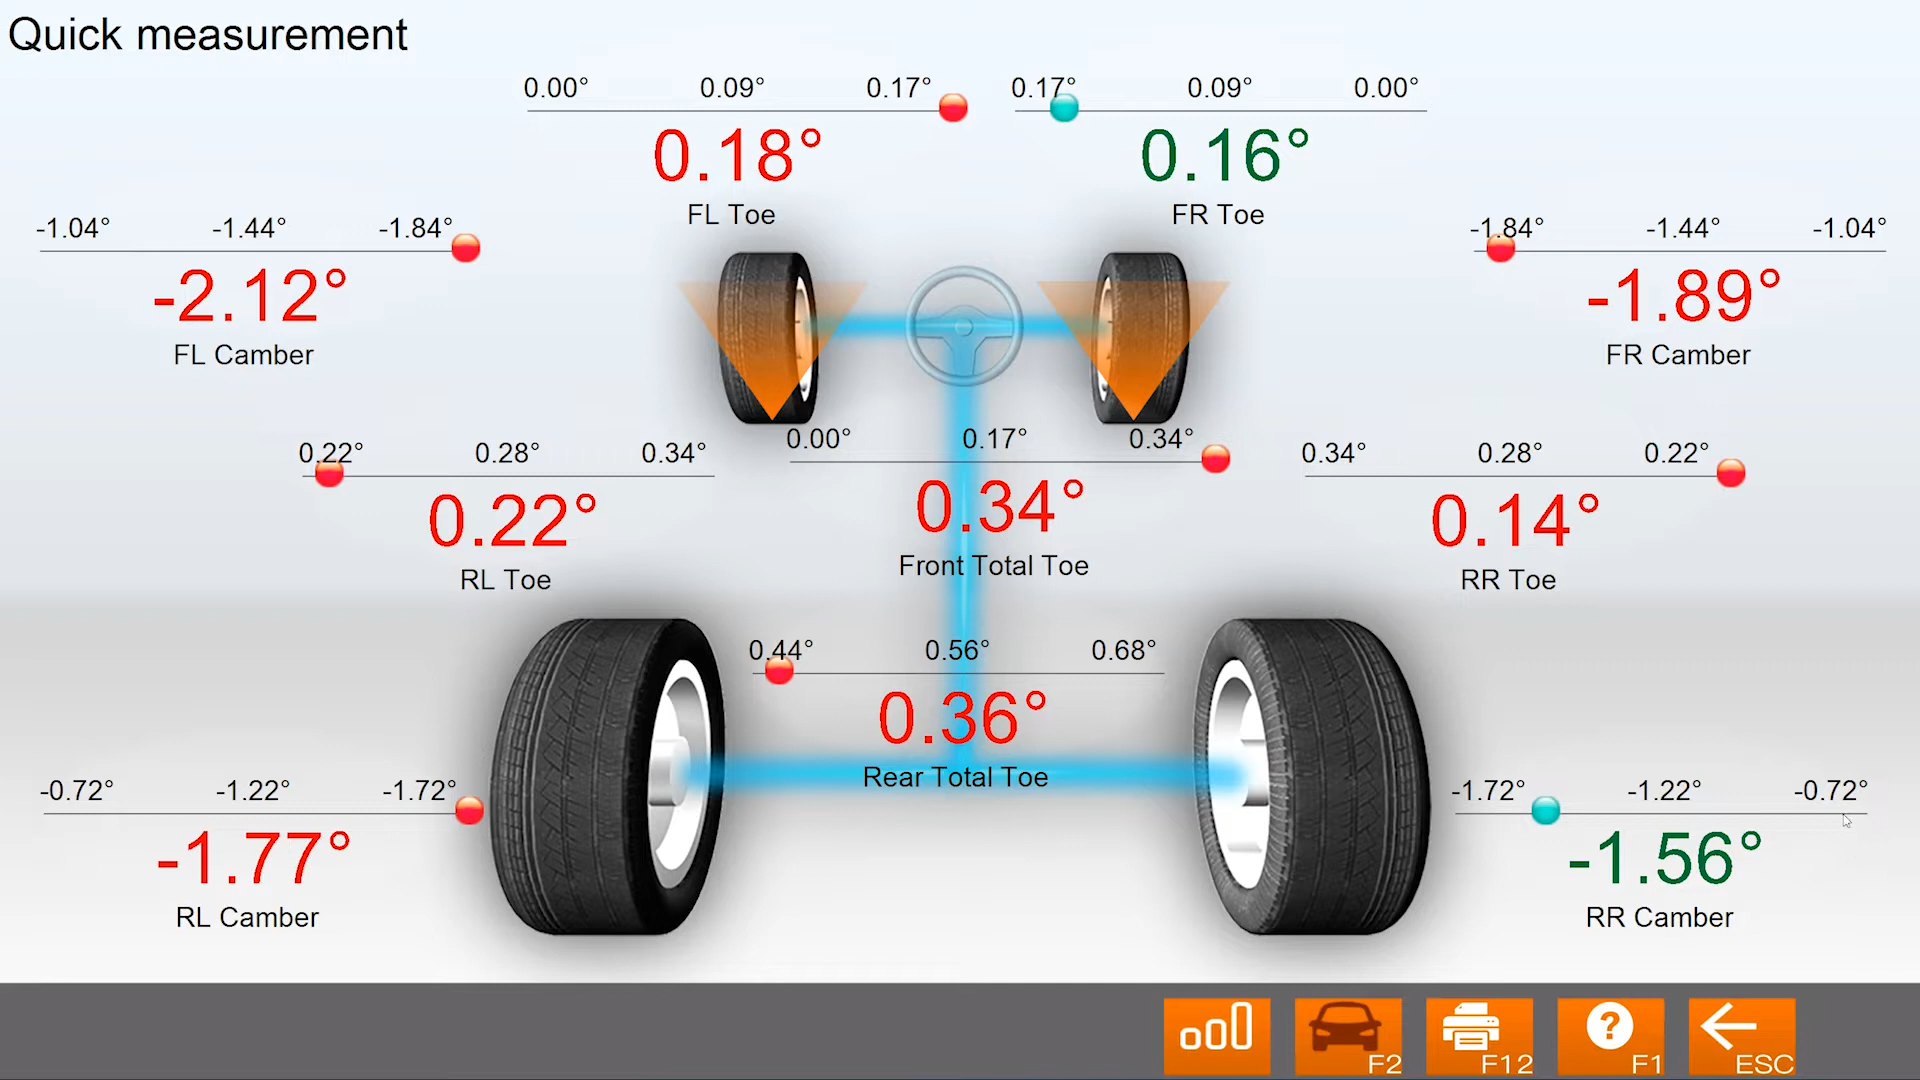 Quick measurement
0.00° 0.09° 0.17°
0.18°
FL Toe
0.17° 0.09° 0.00°
0.16°
FR Toe
-1.04° -1.44° -1.84°
-2.12°
FL Camber
-1.84° -1.44° -1.04°
-1.89°
FR Camber
0.22° 0.28° 0.34°
0.22°
RL Toe
0.00° 0.17° 0.34°
0.34°
Front Total Toe
0.34° 0.28° 0.22°
0.14°
RR Toe
0.44° 0.56° 0.68°
0.36°
Rear Total Toe
-0.72° -1.22° -1.72°
-1.77°
RL Camber
-1.72° -1.22° -0.72°
-1.56°
RR Camber
F2
F12
?
F1
ESC